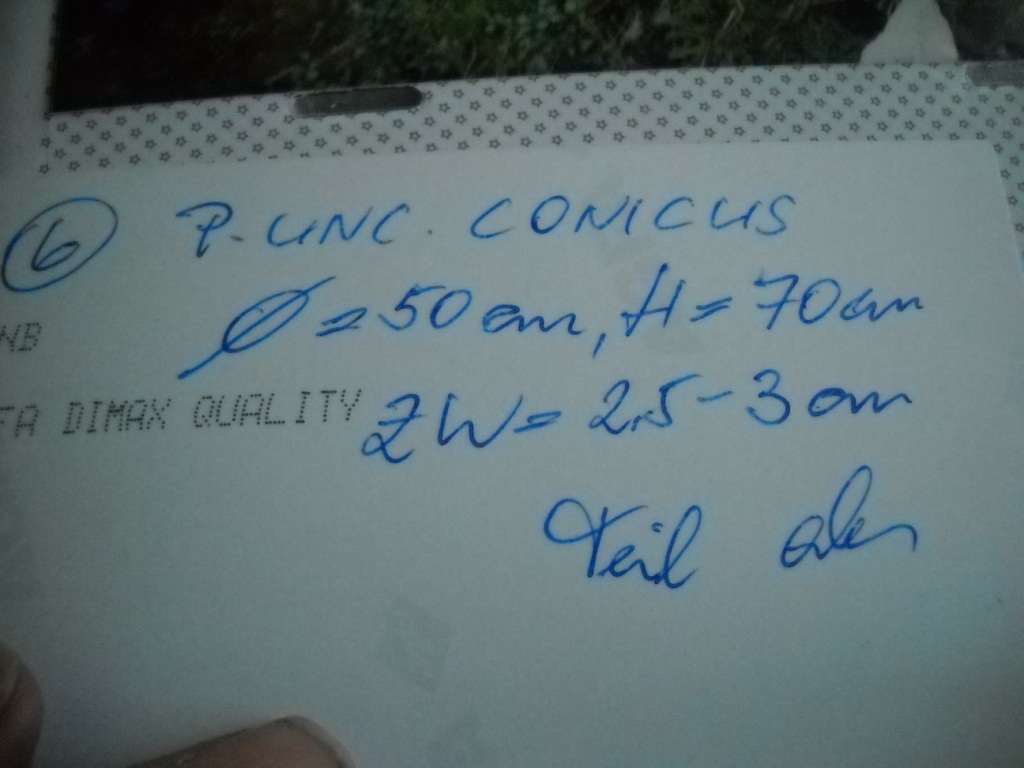 6 P. UNC. CONICUS
Ø = 50 cm, H = 70 cm
NB
ZW = 2,5 - 3 cm
FA DIMAX QUALITY
Teil